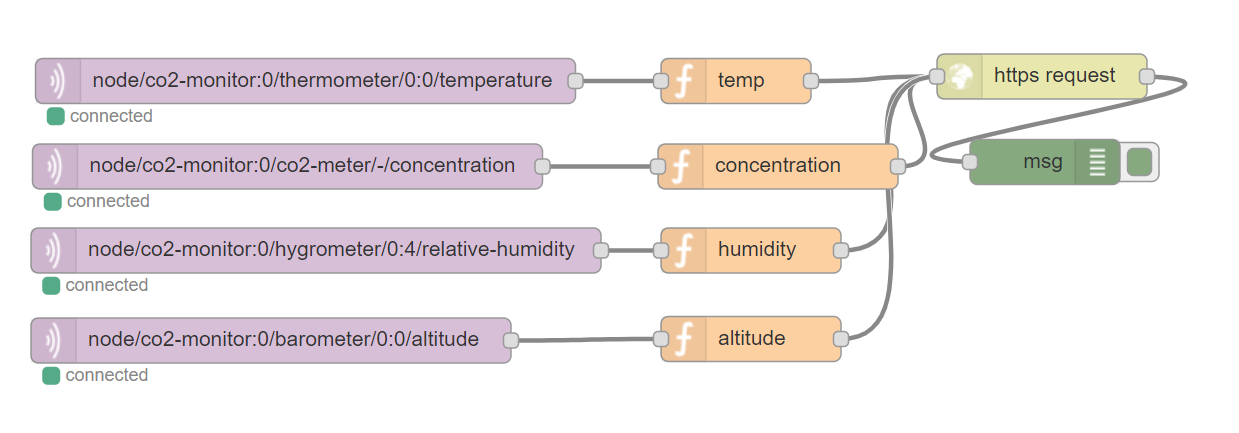 node/co2-monitor:0/thermometer/0:0/temperature
temp
https request
connected
node/co2-monitor:0/co2-meter/-/concentration
concentration
msg
connected
node/co2-monitor:0/hygrometer/0:4/relative-humidity
humidity
connected
node/co2-monitor:0/barometer/0:0/altitude
altitude
connected